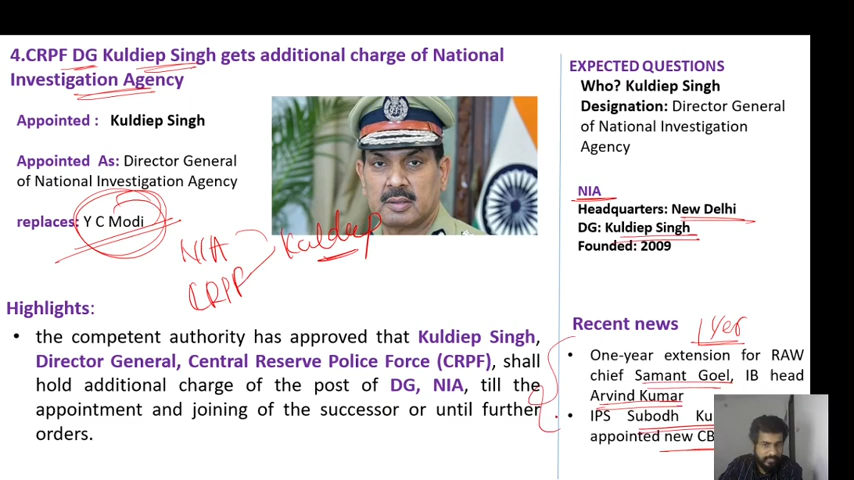 4.CRPF DG Kuldiep Singh gets additional charge of National
Investigation Agency
Appointed : Kuldiep Singh
Appointed As: Director General
of National Investigation Agency
replaces: Y C Modi
NIA
CRPF
Kuldeep
Highlights:
• the competent authority has approved that Kuldiep Singh,
Director General, Central Reserve Police Force (CRPF), shall
hold additional charge of the post of DG, NIA, till the
appointment and joining of the successor or until further
orders.
EXPECTED QUESTIONS
Who? Kuldiep Singh
Designation: Director General
of National Investigation
Agency
NIA
Headquarters: New Delhi
DG: Kuldiep Singh
Founded: 2009
Recent news
1 Yer
• One-year extension for RAW
chief Samant Goel, IB head
Arvind Kumar
• IPS Subodh Ku
appointed new CB